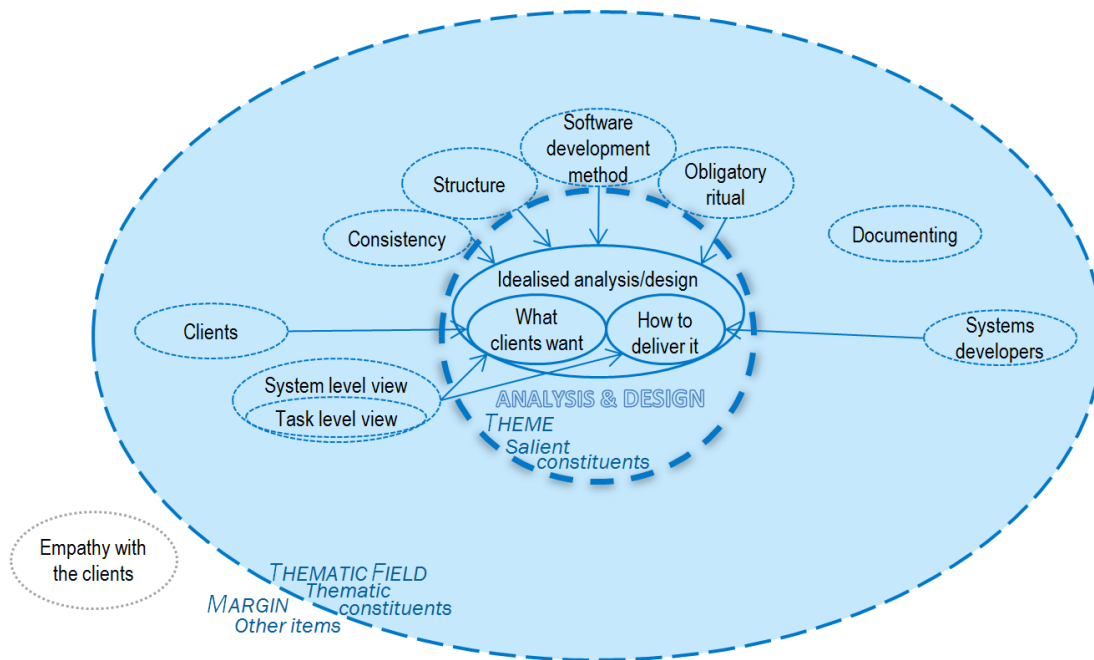 Software
development
method
Structure
Obligatory
ritual
Consistency
Documenting
Idealised analysis/design
Clients
What
clients want
How to
deliver it
Systems
developers
System level view
Task level view
ANALYSIS & DESIGN
THEME
Salient
constituents
Empathy with
the clients
THEMATIC FIELD
Thematic
constituents
MARGIN
Other items